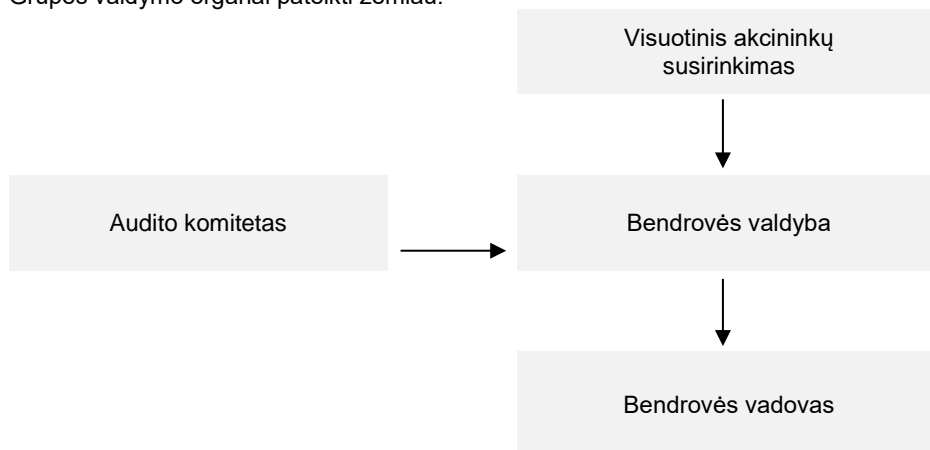 Grupės valdymo organai pateikti žemiau.
Visuotinis akcininkų
susirinkimas
Audito komitetas
Bendrovės valdyba
Bendrovės vadovas